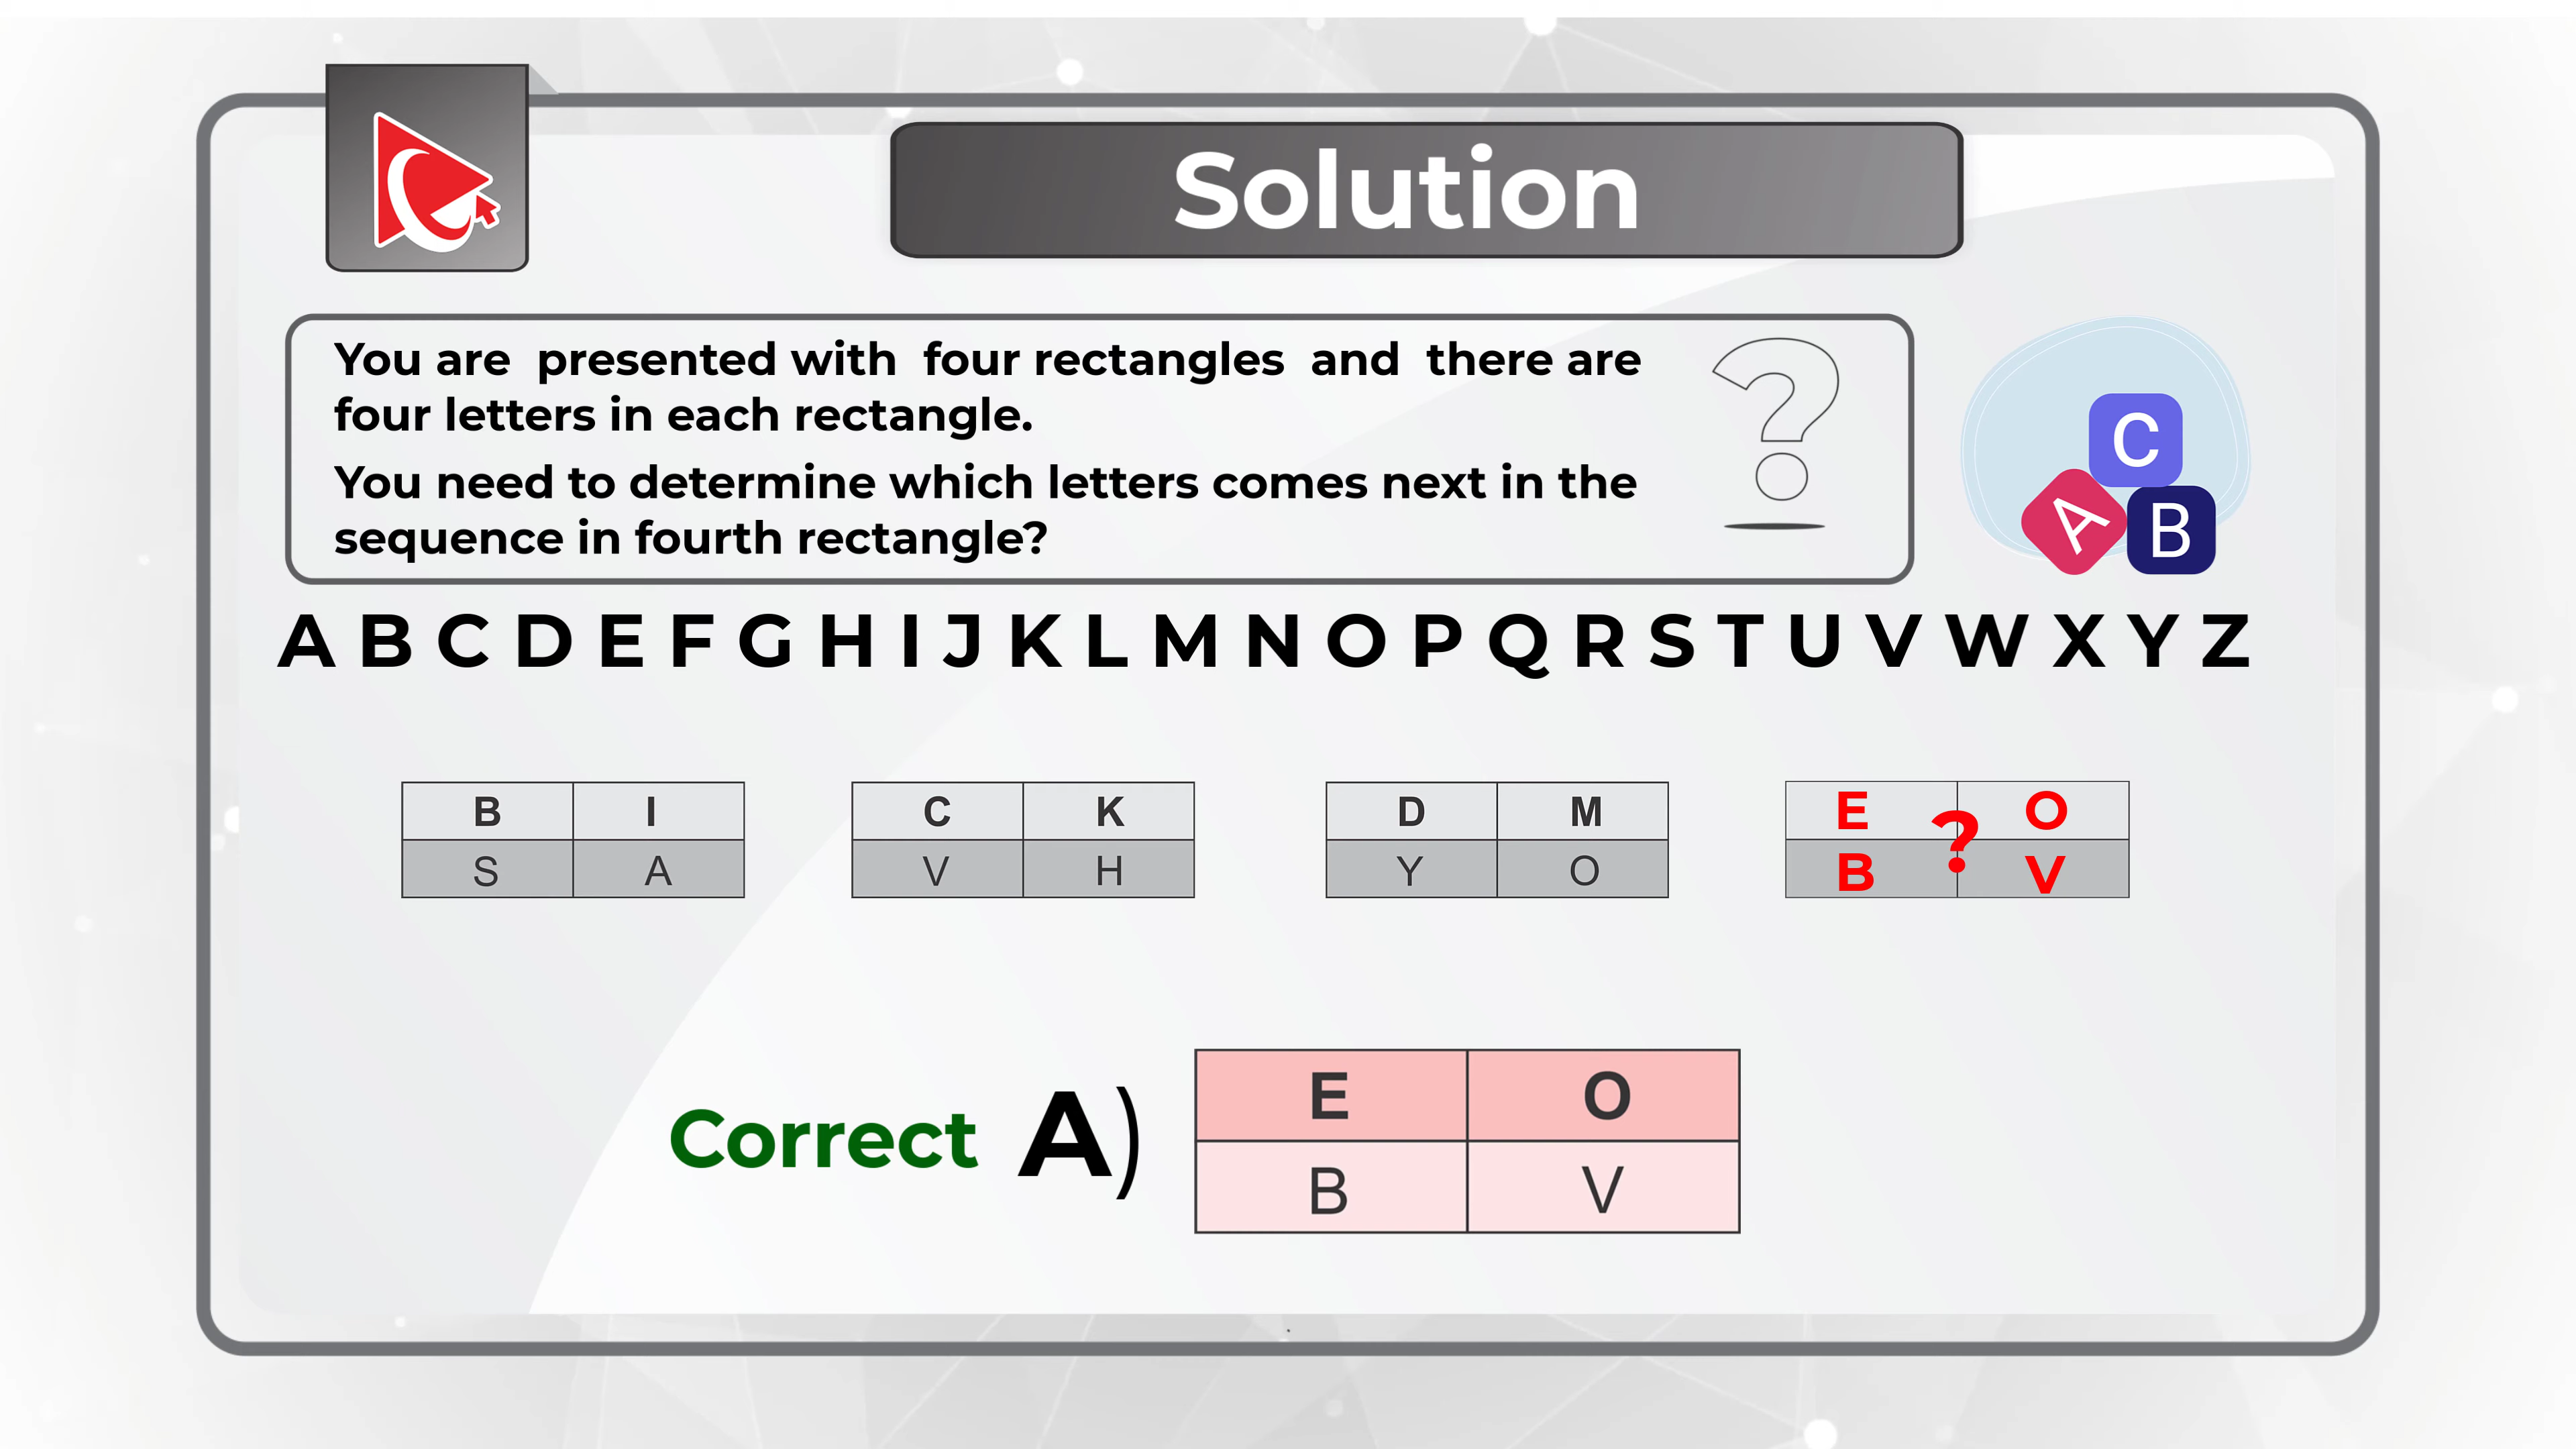 Solution
You are presented with four rectangles and there are
four letters in each rectangle.
You need to determine which letters comes next in the
sequence in fourth rectangle?
?
C
A B
A B C D E F G H I J K L M N O P Q R S T U V W X Y Z
B I C K D M E O
?
S A V H Y O B V
Correct A)
E O
B V